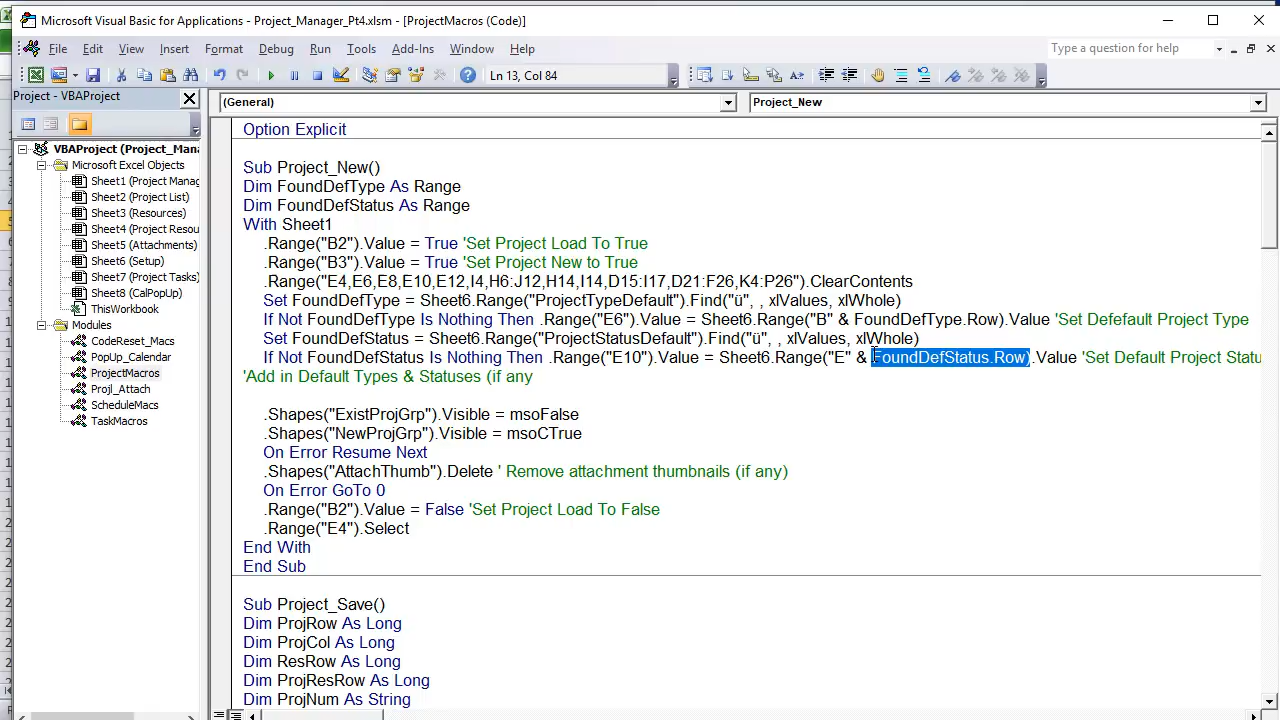 Microsoft Visual Basic for Applications - Project_Manager_Pt4.xlsm - [ProjectMacros (Code)]
File Edit View Insert Format Debug Run Tools Add-Ins Window Help
Type a question for help
Ln 13, Col 84
Project - VBAProject
(General)
Project_New
VBAProject (Project_Mana
Microsoft Excel Objects
Sheet1 (Project Manag
Sheet2 (Project List)
Sheet3 (Resources)
Sheet4 (Project Resou
Sheet5 (Attachments)
Sheet6 (Setup)
Sheet7 (Project Tasks)
Sheet8 (CalPopUp)
ThisWorkbook
Modules
CodeReset_Macs
PopUp_Calendar
ProjectMacros
Projl_Attach
ScheduleMacs
TaskMacros
Option Explicit
Sub Project_New()
Dim FoundDefType As Range
Dim FoundDefStatus As Range
With Sheet1
.Range("B2").Value = True 'Set Project Load To True
.Range("B3").Value = True 'Set Project New to True
.Range("E4,E6,E8,E10,E12,I4,H6:J12,H14,I14,D15:I17,D21:F26,K4:P26").ClearContents
Set FoundDefType = Sheet6.Range("ProjectTypeDefault").Find("ü", , xlValues, xlWhole)
If Not FoundDefType Is Nothing Then .Range("E6").Value = Sheet6.Range("B" & FoundDefType.Row).Value 'Set Defefault Project Type
Set FoundDefStatus = Sheet6.Range("ProjectStatusDefault").Find("ü", , xlValues, xlWhole)
If Not FoundDefStatus Is Nothing Then .Range("E10").Value = Sheet6.Range("E" & FoundDefStatus.Row).Value 'Set Default Project Statu
'Add in Default Types & Statuses (if any
.Shapes("ExistProjGrp").Visible = msoFalse
.Shapes("NewProjGrp").Visible = msoCTrue
On Error Resume Next
.Shapes("AttachThumb").Delete ' Remove attachment thumbnails (if any)
On Error GoTo 0
.Range("B2").Value = False 'Set Project Load To False
.Range("E4").Select
End With
End Sub
Sub Project_Save()
Dim ProjRow As Long
Dim ProjCol As Long
Dim ResRow As Long
Dim ProjResRow As Long
Dim ProjNum As String